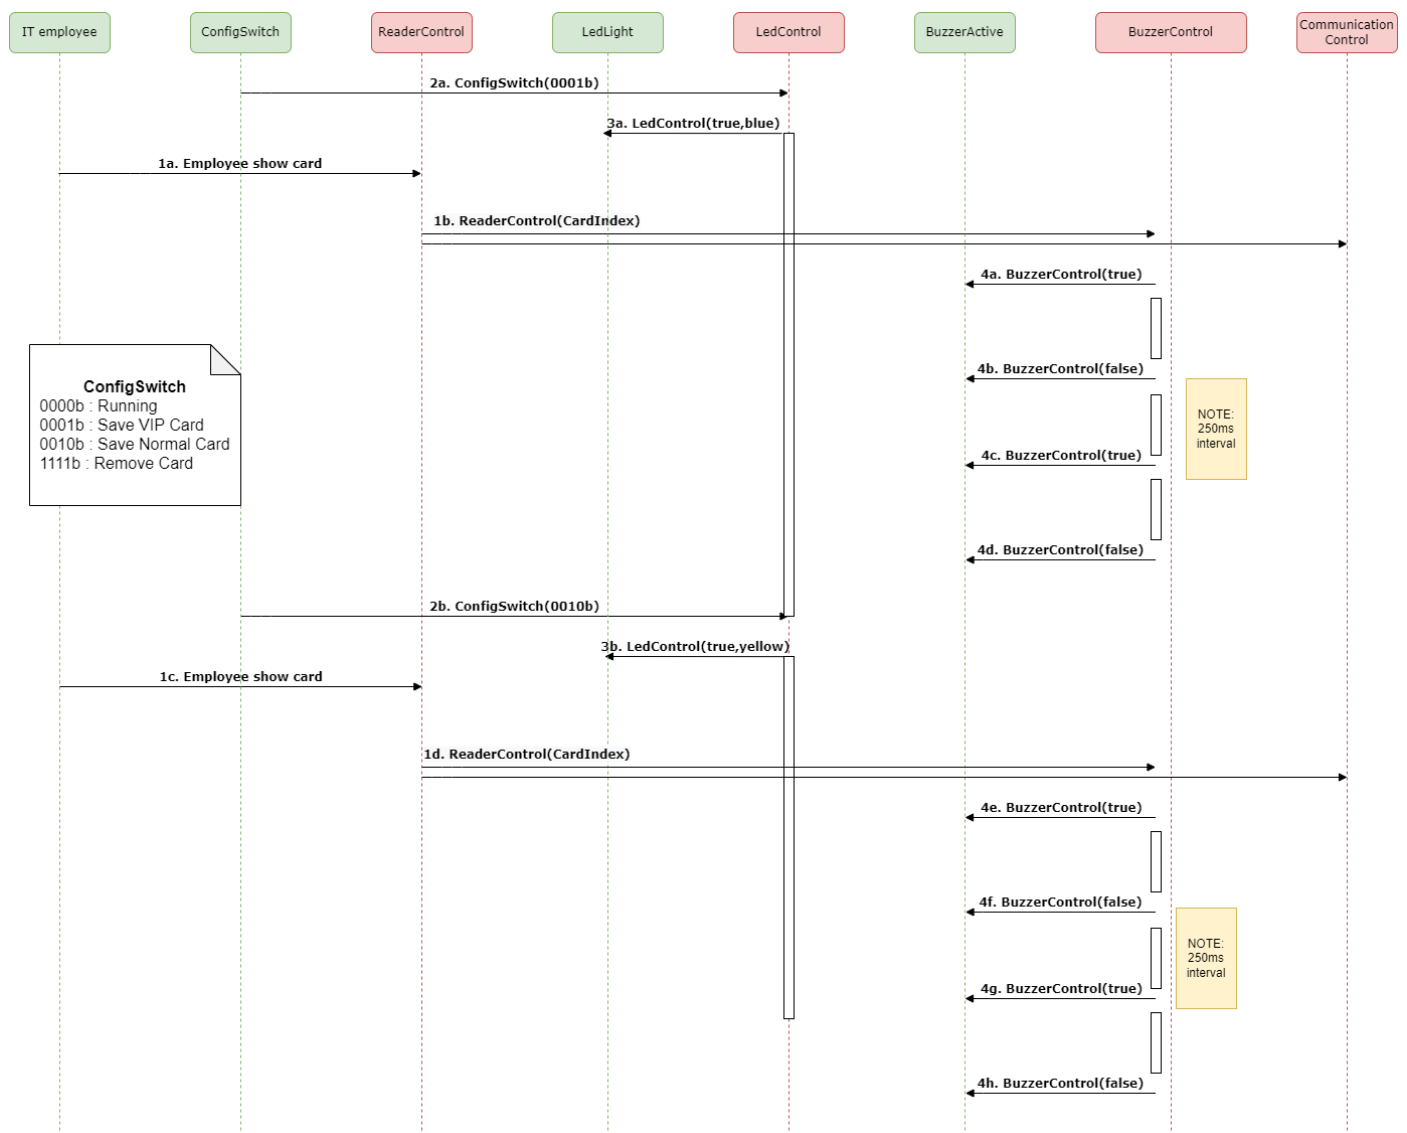 IT employee
ConfigSwitch
ReaderControl
LedLight
LedControl
BuzzerActive
BuzzerControl
Communication
Control
2a. ConfigSwitch(0001b)
3a. LedControl(true,blue)
1a. Employee show card
1b. ReaderControl(CardIndex)
4a. BuzzerControl(true)
ConfigSwitch
0000b : Running
0001b : Save VIP Card
0010b : Save Normal Card
1111b : Remove Card
4b. BuzzerControl(false)
NOTE:
250ms
interval
4c. BuzzerControl(true)
4d. BuzzerControl(false)
2b. ConfigSwitch(0010b)
3b. LedControl(true,yellow)
1c. Employee show card
1d. ReaderControl(CardIndex)
4e. BuzzerControl(true)
4f. BuzzerControl(false)
NOTE:
250ms
interval
4g. BuzzerControl(true)
4h. BuzzerControl(false)